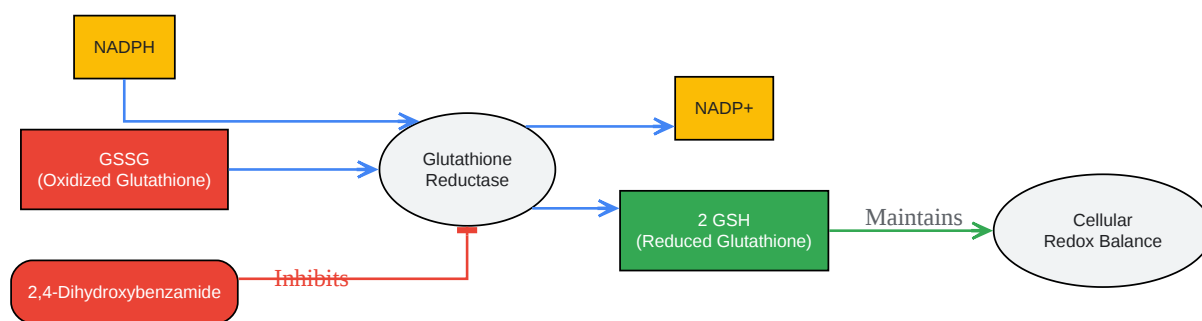 NADPH
NADP+
GSSG
(Oxidized Glutathione)
Glutathione
Reductase
2 GSH
(Reduced Glutathione)
Maintains
Cellular
Redox Balance
2,4-Dihydroxybenzamide
Inhibits